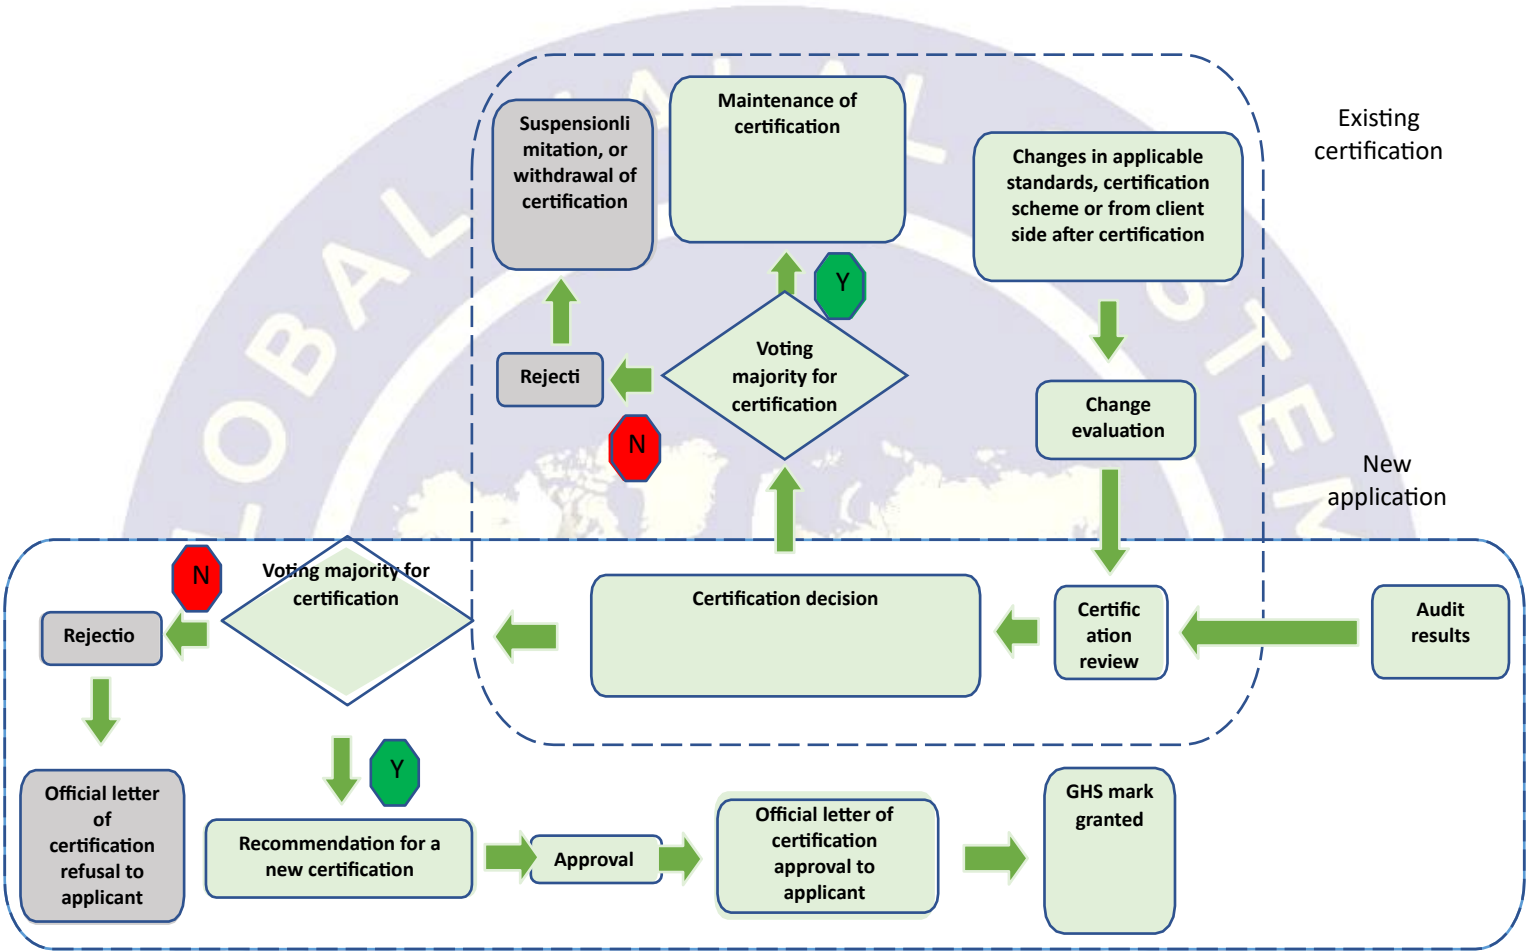 Existing
certification
Suspensionli
mitation, or
withdrawal of
certification
Maintenance of
certification
Changes in applicable
standards, certification
scheme or from client
side after certification
Y
Rejecti
Voting
majority for
certification
N
Change
evaluation
New
application
N
Voting majority for
certification
Rejectio
Certification decision
Certific
ation
review
Audit
results
Y
Official letter
of
certification
refusal to
applicant
Recommendation for a
new certification
Approval
Official letter of
certification
approval to
applicant
GHS mark
granted